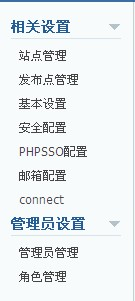 相关设置
站点管理
发布点管理
基本设置
安全配置
PHPSSO配置
邮箱配置
connect
管理员设置
管理员管理
角色管理